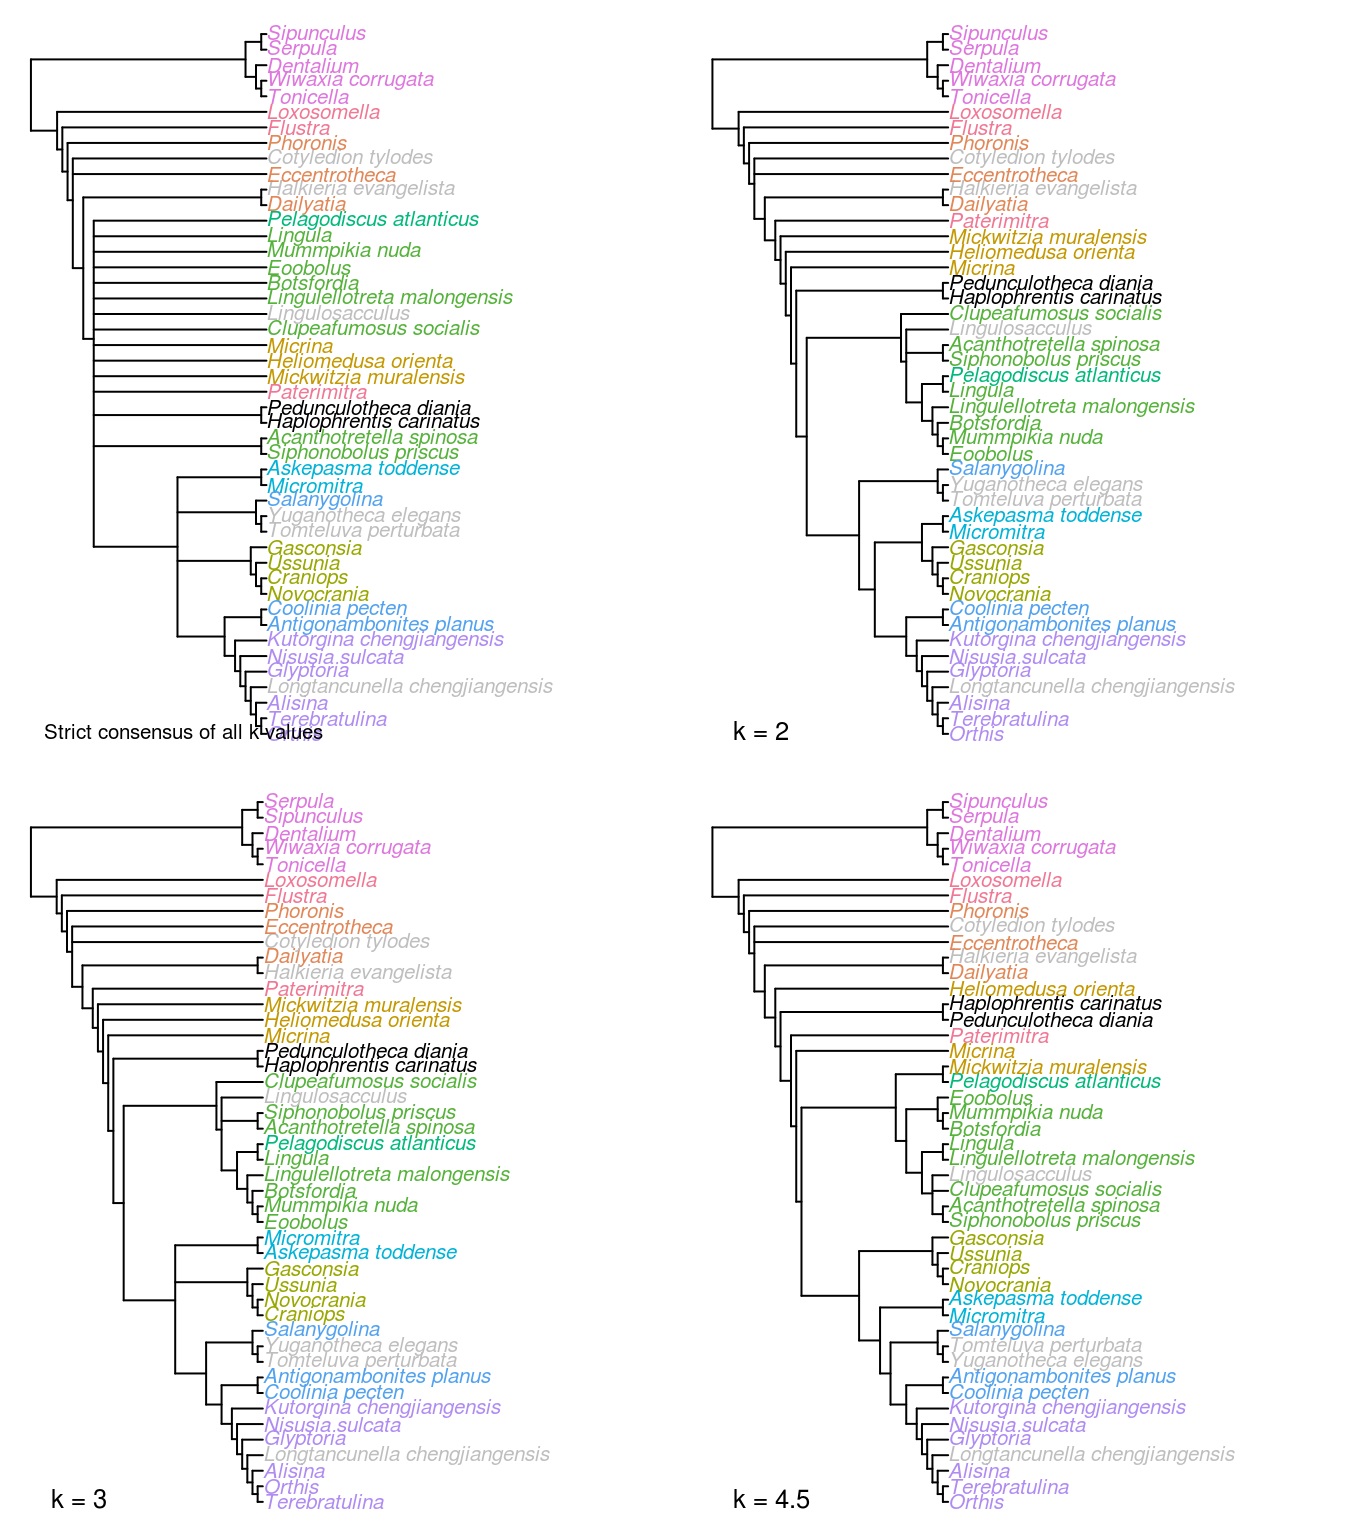 Sipunculus
Serpula
Dentalium
Wiwaxia corrugata
Tonicella
Loxosomella
Flustra
Phoronis
Cotyledion tylodes
Eccentrotheca
Halkieria evangelista
Dailyatia
Pelagodiscus atlanticus
Lingula
Mummpikia nuda
Eoobolus
Botsfordia
Lingulellotreta malongensis
Lingulosacculus
Clupeafumosus socialis
Micrina
Heliomedusa orienta
Mickwitzia muralensis
Paterimitra
Pedunculotheca diania
Haplophrentis carinatus
Acanthotretella spinosa
Siphonobolus priscus
Askepasma toddense
Micromitra
Salanygolina
Yuganotheca elegans
Tomteluva perturbata
Gasconsia
Ussunia
Craniops
Novocrania
Coolinia pecten
Antigonambonites planus
Kutorgina chengjiangensis
Nisusia sulcata
Glyptoria
Longtancunella chengjiangensis
Alisina
Terebratulina
Orthis
Strict consensus of all k values
Sipunculus
Serpula
Dentalium
Wiwaxia corrugata
Tonicella
Loxosomella
Flustra
Phoronis
Cotyledion tylodes
Eccentrotheca
Halkieria evangelista
Dailyatia
Paterimitra
Mickwitzia muralensis
Heliomedusa orienta
Micrina
Pedunculotheca diania
Haplophrentis carinatus
Clupeafumosus socialis
Lingulosacculus
Acanthotretella spinosa
Siphonobolus priscus
Pelagodiscus atlanticus
Lingula
Lingulellotreta malongensis
Botsfordia
Mummpikia nuda
Eoobolus
Salanygolina
Yuganotheca elegans
Tomteluva perturbata
Askepasma toddense
Micromitra
Gasconsia
Ussunia
Craniops
Novocrania
Coolinia pecten
Antigonambonites planus
Kutorgina chengjiangensis
Nisusia sulcata
Glyptoria
Longtancunella chengjiangensis
Alisina
Terebratulina
Orthis
k = 2
Serpula
Sipunculus
Dentalium
Wiwaxia corrugata
Tonicella
Loxosomella
Flustra
Phoronis
Eccentrotheca
Cotyledion tylodes
Dailyatia
Halkieria evangelista
Paterimitra
Mickwitzia muralensis
Heliomedusa orienta
Micrina
Pedunculotheca diania
Haplophrentis carinatus
Clupeafumosus socialis
Lingulosacculus
Siphonobolus priscus
Acanthotretella spinosa
Pelagodiscus atlanticus
Lingula
Lingulellotreta malongensis
Botsfordia
Mummpikia nuda
Eoobolus
Micromitra
Askepasma toddense
Gasconsia
Ussunia
Novocrania
Craniops
Salanygolina
Yuganotheca elegans
Tomteluva perturbata
Antigonambonites planus
Coolinia pecten
Kutorgina chengjiangensis
Nisusia sulcata
Glyptoria
Longtancunella chengjiangensis
Alisina
Orthis
Terebratulina
k = 3
Sipunculus
Serpula
Dentalium
Wiwaxia corrugata
Tonicella
Loxosomella
Flustra
Phoronis
Cotyledion tylodes
Eccentrotheca
Halkieria evangelista
Dailyatia
Heliomedusa orienta
Haplophrentis carinatus
Pedunculotheca diania
Paterimitra
Micrina
Mickwitzia muralensis
Pelagodiscus atlanticus
Eoobolus
Mummpikia nuda
Botsfordia
Lingula
Lingulellotreta malongensis
Lingulosacculus
Clupeafumosus socialis
Acanthotretella spinosa
Siphonobolus priscus
Gasconsia
Ussunia
Craniops
Novocrania
Askepasma toddense
Micromitra
Salanygolina
Tomteluva perturbata
Yuganotheca elegans
Antigonambonites planus
Coolinia pecten
Kutorgina chengjiangensis
Nisusia sulcata
Glyptoria
Longtancunella chengjiangensis
Alisina
Terebratulina
Orthis
k = 4.5